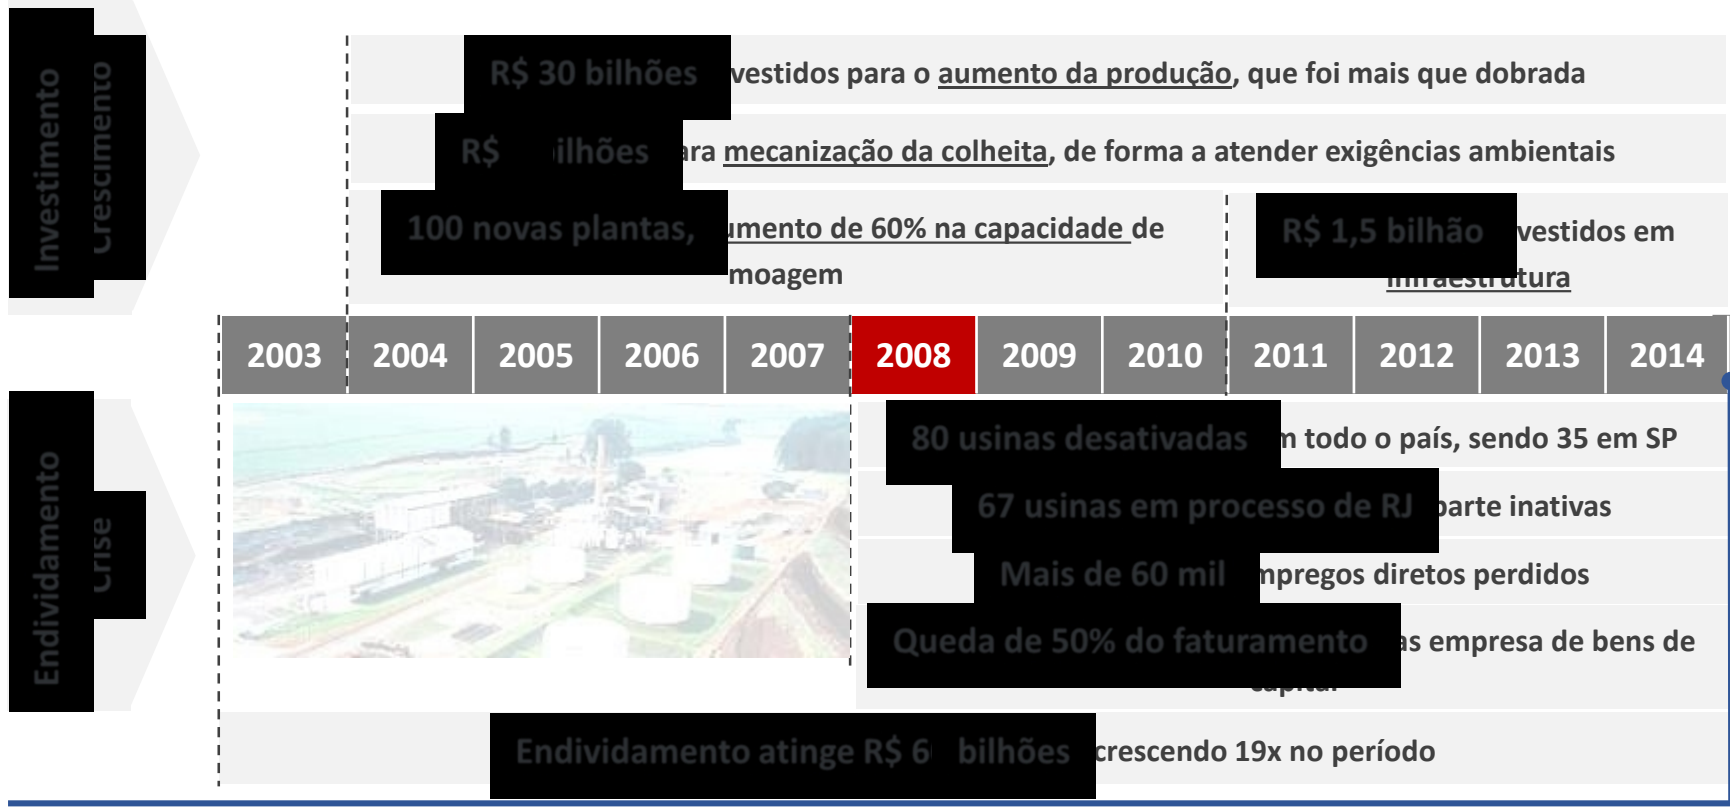 Investimento
Crescimento
R$ 30 bilhões vestidos para o aumento da produção, que foi mais que dobrada
R$ ilhões ara mecanização da colheita, de forma a atender exigências ambientais
100 novas plantas, umento de 60% na capacidade de
moagem
R$ 1,5 bilhão vestidos em
infraestrutura
2003 2004 2005 2006 2007 2008 2009 2010 2011 2012 2013 2014
Endividamento
Crise
80 usinas desativadas m todo o país, sendo 35 em SP
67 usinas em processo de RJ parte inativas
Mais de 60 mil mpregos diretos perdidos
Queda de 50% do faturamento as empresa de bens de
capital
Endividamento atinge R$ 6 bilhões crescendo 19x no período